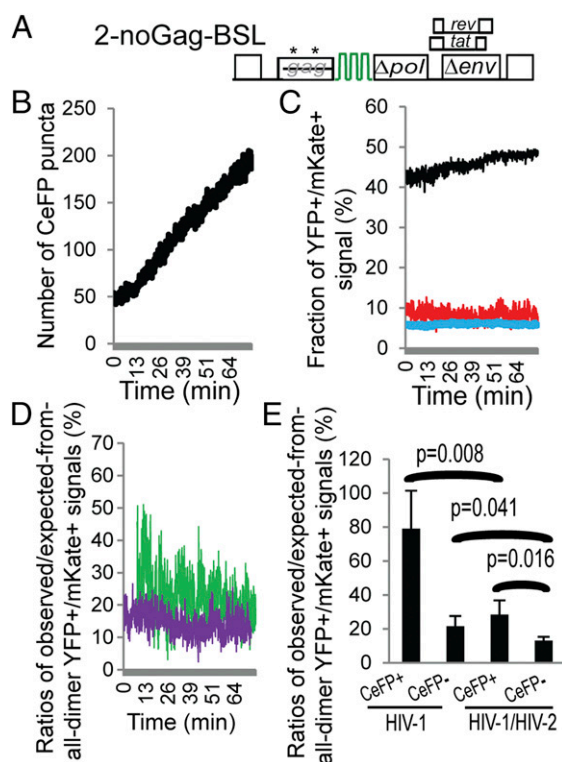 A
2-noGag-BSL
* *
gag
Δpol
Δenv
rev
tat
B
Number of CeFP puncta
250
200
150
100
50
0
0 13 26 39 51 64
Time (min)
C
Fraction of YFP+/mKate+
signal (%)
60
50
40
30
20
10
0
0 13 26 39 51 64
Time (min)
D
Ratios of observed/expected-from-
all-dimer YFP+/mKate+ signals (%)
70
60
50
40
30
20
10
0
0 13 26 39 51 64
Time (min)
E
Ratios of observed/expected-from-
all-dimer YFP+/mKate+ signals (%)
120
100
80
60
40
20
0
p=0.008
p=0.041
p=0.016
CeFP+ CeFP- CeFP+ CeFP-
HIV-1 HIV-1/HIV-2